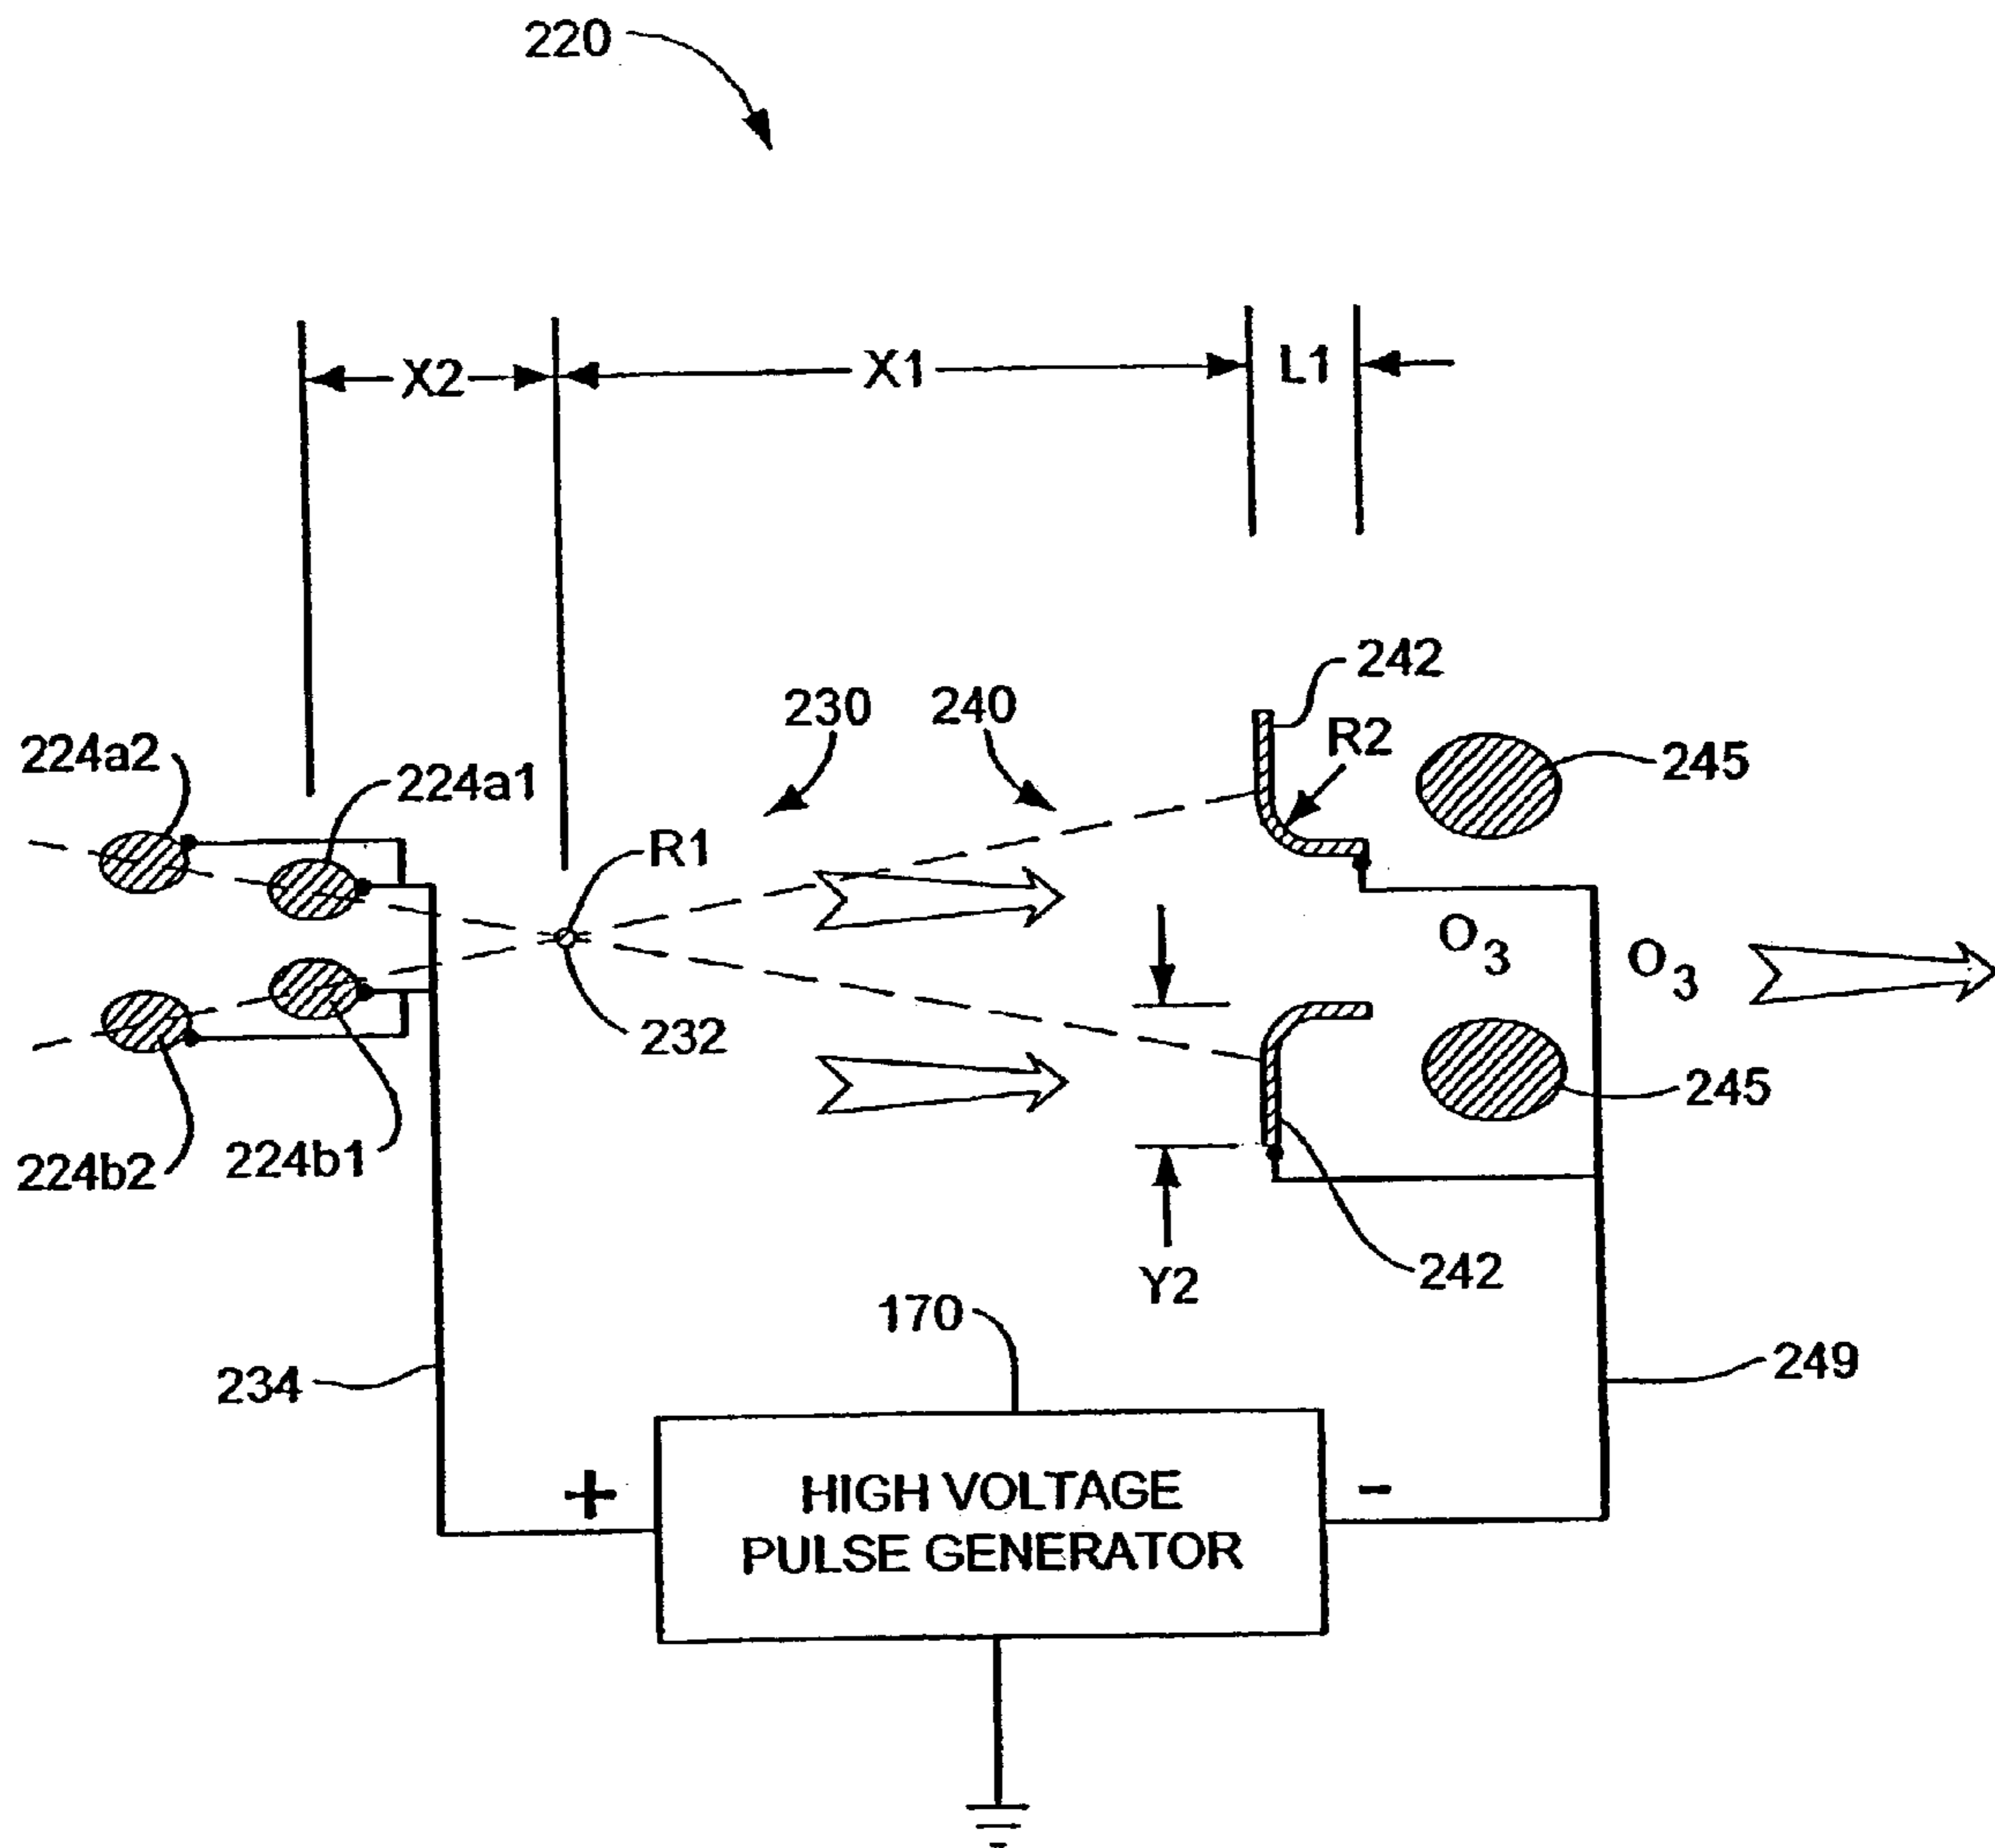 220
X2
X1
L1
242
230
240
R2
224a2
224a1
245
R1
O3
O3
232
245
224b2
224b1
Y2
242
170
234
249
+
-
HIGH VOLTAGE
PULSE GENERATOR